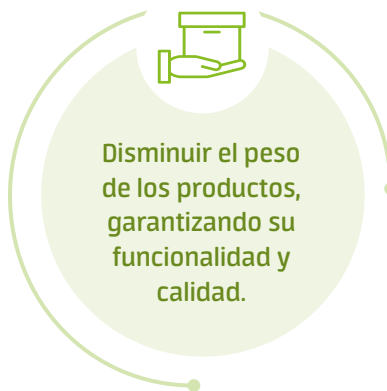 Disminuir el peso
de los productos,
garantizando su
funcionalidad y
calidad.